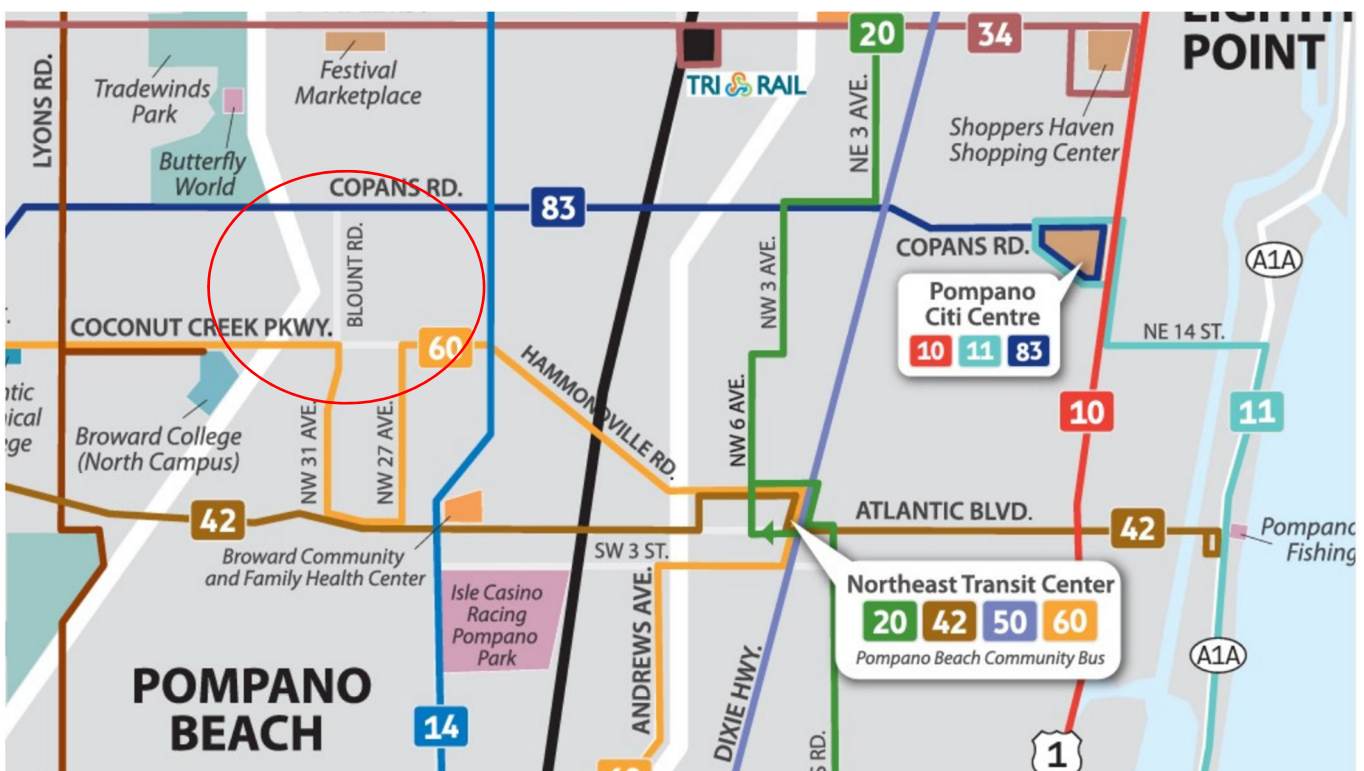 LIGHTH
POINT
20
34
LYONS RD.
Tradewinds
Park
Festival
Marketplace
TRI RAIL
NE 3 AVE.
Shoppers Haven
Shopping Center
Butterfly
World
COPANS RD.
83
BLOUNT RD.
NW 3 AVE.
COPANS RD.
A1A
Pompano
Citi Centre
10 11 83
COCONUT CREEK PKWY.
60
NE 14 ST.
HAMMONDVILLE RD.
NW 6 AVE.
10
11
Broward College
(North Campus)
NW 31 AVE.
NW 27 AVE.
42
ATLANTIC BLVD.
42
Pompano
Fishing
Broward Community
and Family Health Center
SW 3 ST.
Isle Casino
Racing
Pompano
Park
Northeast Transit Center
20 42 50 60
Pompano Beach Community Bus
ANDREWS AVE.
DIXIE HWY.
A1A
POMPANO
BEACH
14
1